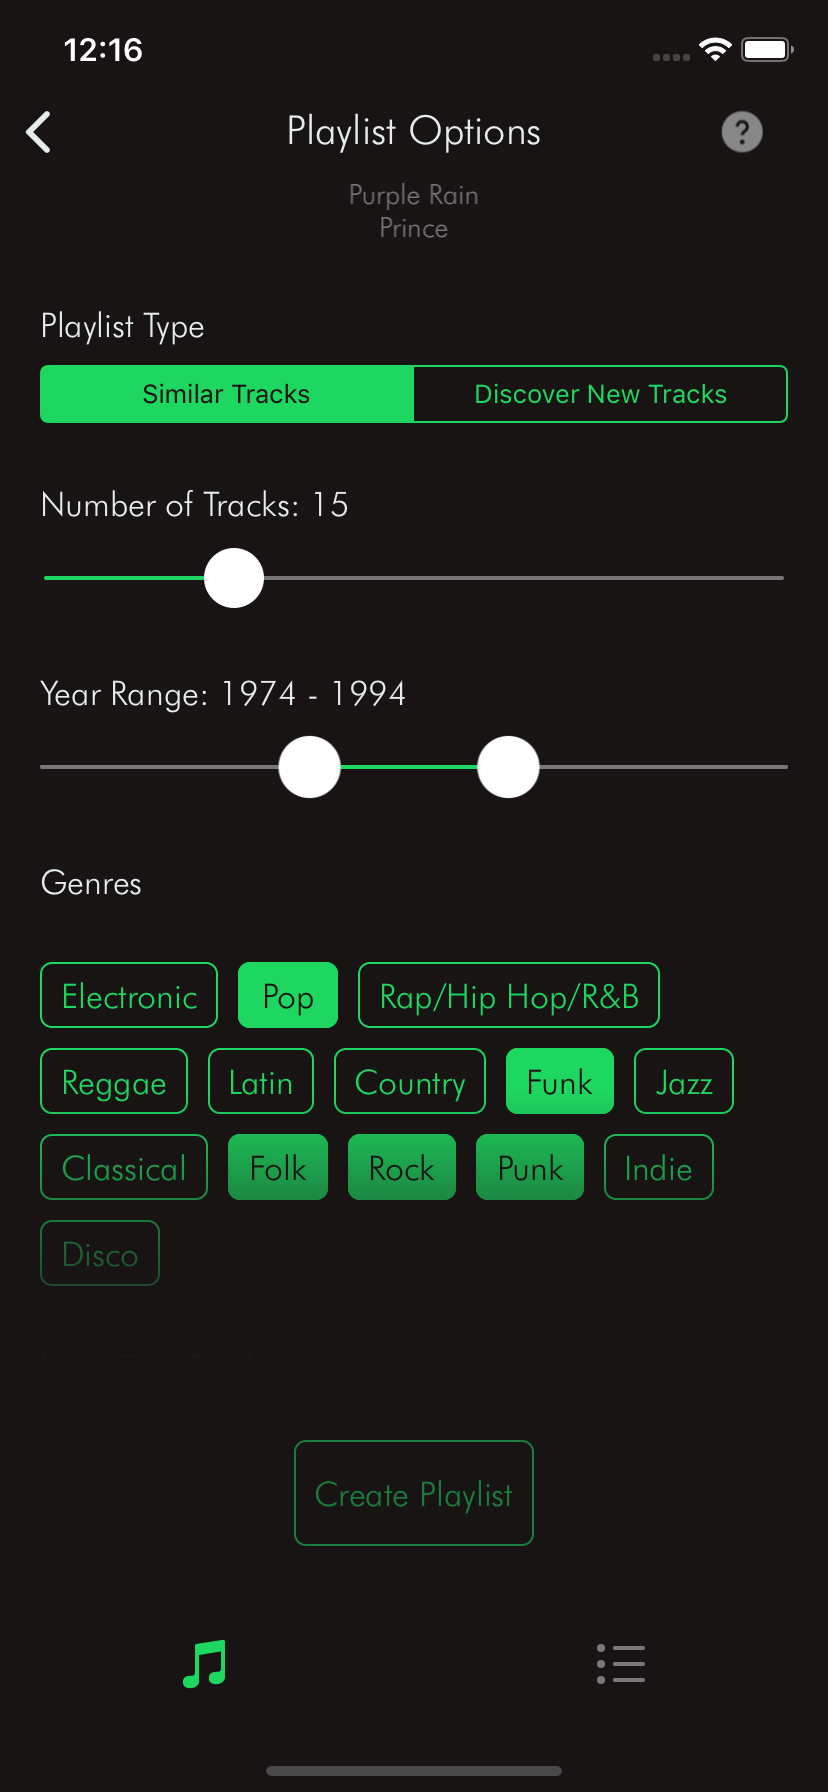 12:16
Playlist Options
?
Purple Rain
Prince
Playlist Type
Similar Tracks Discover New Tracks
Number of Tracks: 15
Year Range: 1974 - 1994
Genres
Electronic Pop Rap/Hip Hop/R&B
Reggae Latin Country Funk Jazz
Classical Folk Rock Punk Indie
Disco
Create Playlist